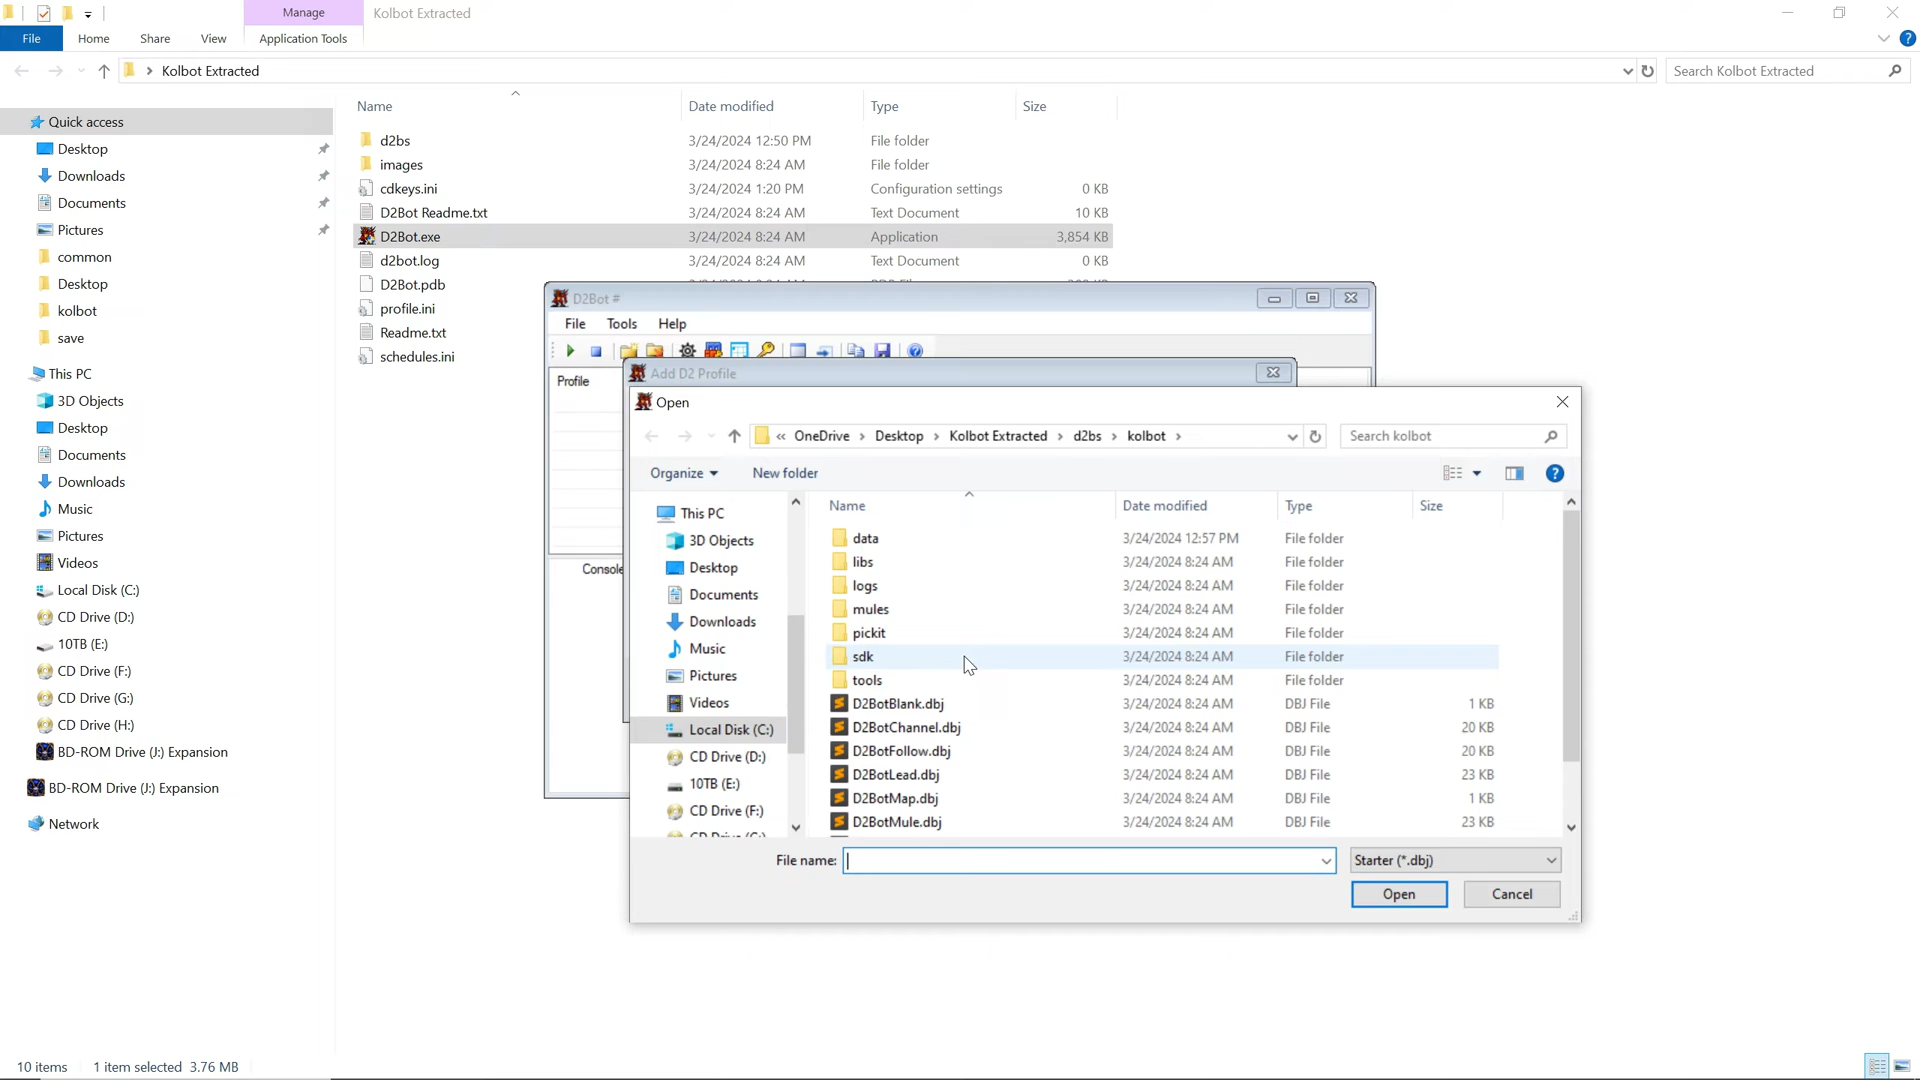 Manage
Kolbot Extracted
File
Home
Share
View
Application Tools
Kolbot Extracted
Search Kolbot Extracted
Name
Date modified
Type
Size
Quick access
Desktop
Downloads
Documents
Pictures
common
Desktop
kolbot
save
This PC
3D Objects
Desktop
Documents
Downloads
Music
Pictures
Videos
Local Disk (C:)
CD Drive (D:)
10TB (E:)
CD Drive (F:)
CD Drive (G:)
CD Drive (H:)
BD-ROM Drive (J:) Expansion
BD-ROM Drive (J:) Expansion
Network
d2bs 3/24/2024 12:50 PM File folder
images 3/24/2024 8:24 AM File folder
cdkeys.ini 3/24/2024 1:20 PM Configuration settings 0 KB
D2Bot Readme.txt 3/24/2024 8:24 AM Text Document 10 KB
D2Bot.exe 3/24/2024 8:24 AM Application 3,854 KB
d2bot.log 3/24/2024 8:24 AM Text Document 0 KB
D2Bot.pdb
profile.ini
Readme.txt
schedules.ini
D2Bot #
File Tools Help
Profile
Console
Add D2 Profile
Open
« OneDrive › Desktop › Kolbot Extracted › d2bs › kolbot ›
Search kolbot
Organize
New folder
This PC
3D Objects
Desktop
Documents
Downloads
Music
Pictures
Videos
Local Disk (C:)
CD Drive (D:)
10TB (E:)
CD Drive (F:)
Name Date modified Type Size
data 3/24/2024 12:57 PM File folder
libs 3/24/2024 8:24 AM File folder
logs 3/24/2024 8:24 AM File folder
mules 3/24/2024 8:24 AM File folder
pickit 3/24/2024 8:24 AM File folder
sdk 3/24/2024 8:24 AM File folder
tools 3/24/2024 8:24 AM File folder
D2BotBlank.dbj 3/24/2024 8:24 AM DBJ File 1 KB
D2BotChannel.dbj 3/24/2024 8:24 AM DBJ File 20 KB
D2BotFollow.dbj 3/24/2024 8:24 AM DBJ File 20 KB
D2BotLead.dbj 3/24/2024 8:24 AM DBJ File 23 KB
D2BotMap.dbj 3/24/2024 8:24 AM DBJ File 1 KB
D2BotMule.dbj 3/24/2024 8:24 AM DBJ File 23 KB
File name:
Starter (*.dbj)
Open
Cancel
10 items 1 item selected 3.76 MB